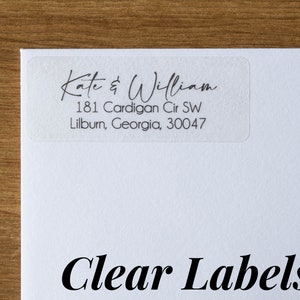 Kate & William
181 Cardigan Cir SW
Lilburn, Georgia, 30047
Clear Labels